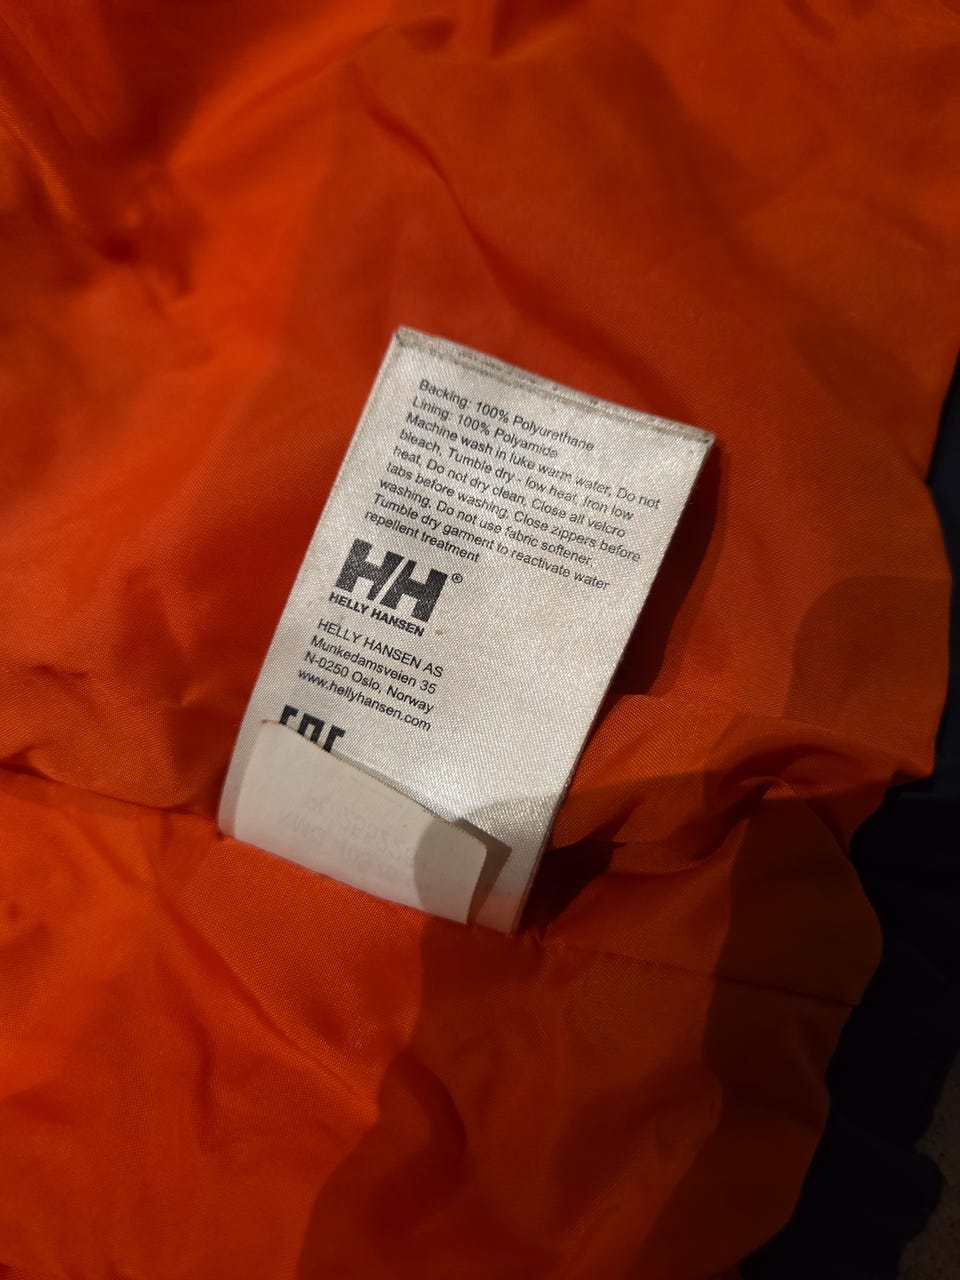 Backing: 100% Polyurethane
Lining: 100% Polyamide
Machine wash in luke warm water, Do not
bleach, Tumble dry - low heat, Iron low
heat, Do not dry clean, Close all velcro
tabs before washing, Close zippers before
washing, Do not use fabric softener,
Tumble dry garment to reactivate water
repellent treatment
HH®
HELLY HANSEN
HELLY HANSEN AS
Munkedamsveien 35
N-0250 Oslo, Norway
www.hellyhansen.com